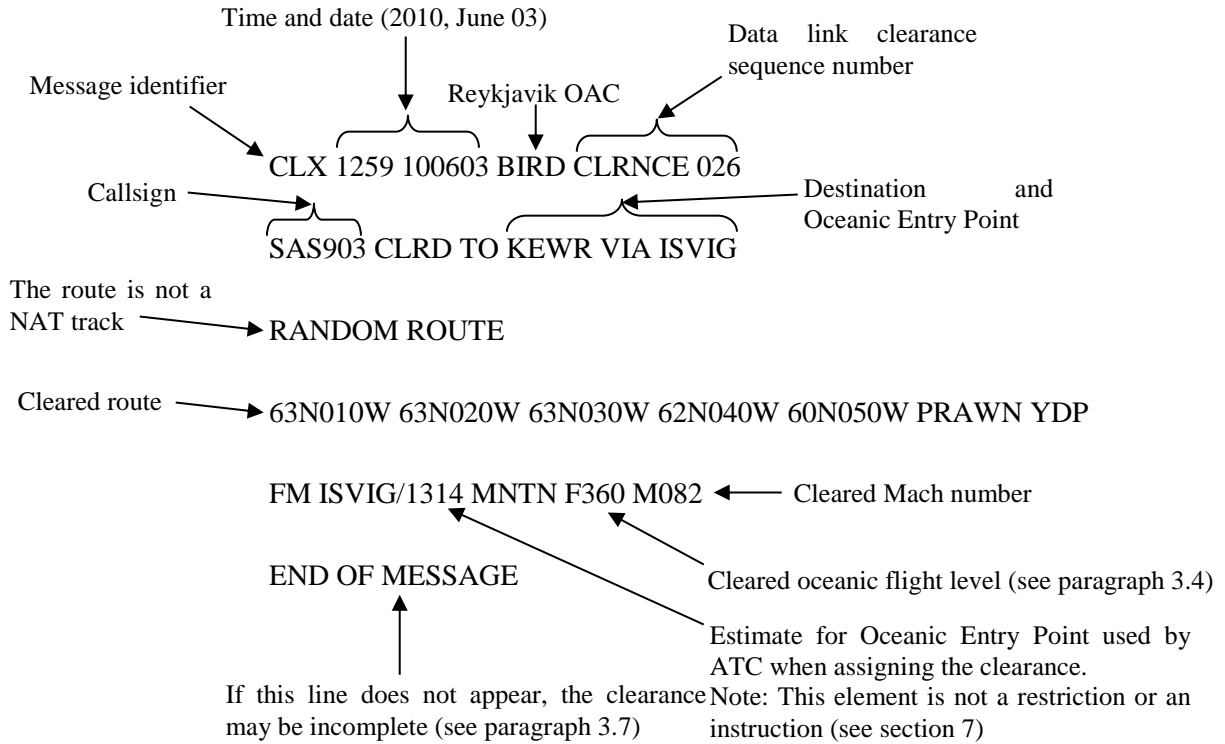 Time and date (2010, June 03)
Data link clearance
sequence number
Message identifier
Reykjavik OAC
CLX 1259 100603 BIRD CLRNCE 026
Callsign
Destination and
Oceanic Entry Point
SAS903 CLRD TO KEWR VIA ISVIG
The route is not a
NAT track
RANDOM ROUTE
Cleared route
63N010W 63N020W 63N030W 62N040W 60N050W PRAWN YDP
FM ISVIG/1314 MNTN F360 M082
Cleared Mach number
END OF MESSAGE
Cleared oceanic flight level (see paragraph 3.4)
Estimate for Oceanic Entry Point used by
ATC when assigning the clearance.
Note: This element is not a restriction or an
instruction (see section 7)
If this line does not appear, the clearance
may be incomplete (see paragraph 3.7)